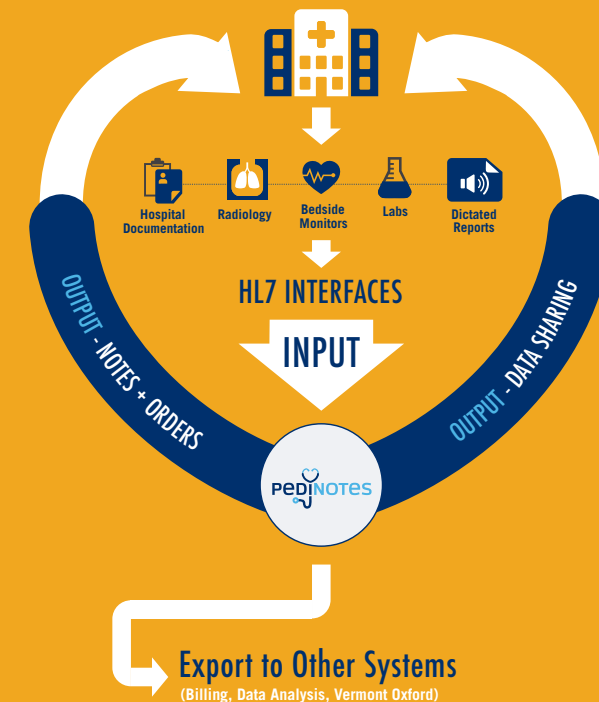 Hospital
Documentation
Radiology
Bedside
Monitors
Labs
Dictated
Reports
HL7 INTERFACES
INPUT
OUTPUT - NOTES + ORDERS
OUTPUT - DATA SHARING
PEDINOTES
Export to Other Systems
(Billing, Data Analysis, Vermont Oxford)